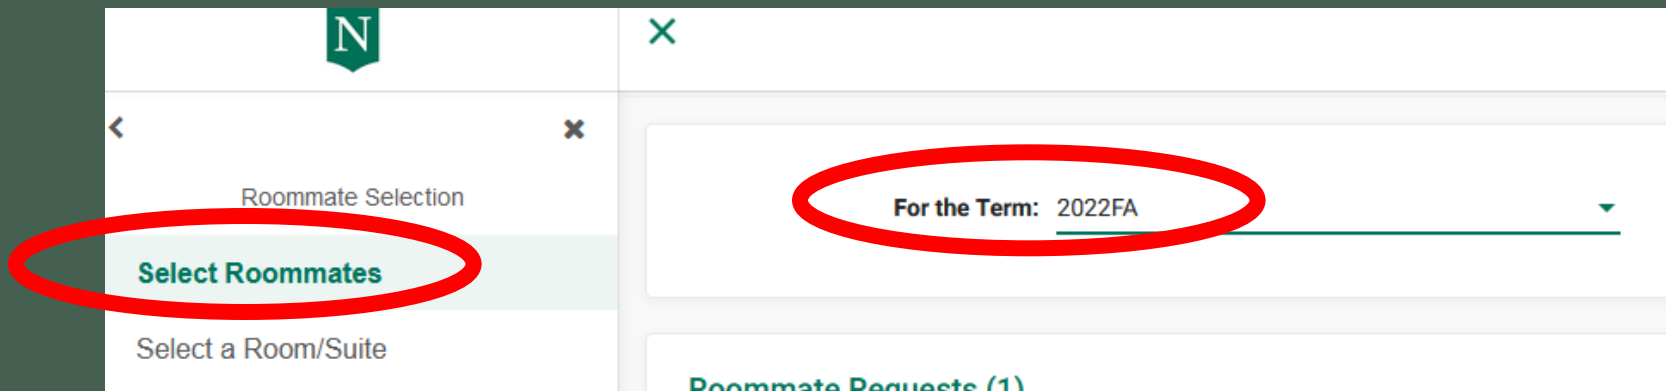 N
Roommate Selection
Select Roommates
Select a Room/Suite
For the Term: 2022FA
Roommate Requests (1)